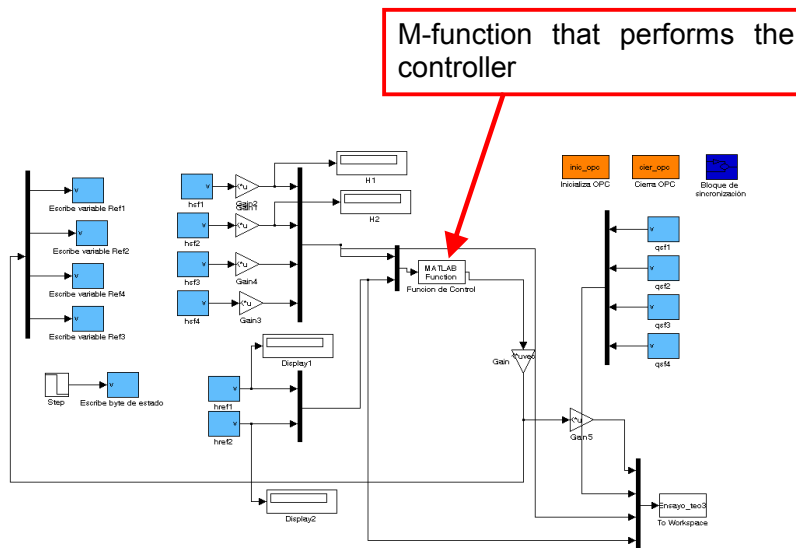 M-function that performs the
controller
v
Escribe variable Ref1
v
Escribe variable Ref2
v
Escribe variable Ref4
v
Escribe variable Ref3
Step
v
Escribe byte de estado
v
hsf1
K*u
Gain2
v
hsf2
K*u
Gain1
v
hsf3
K*u
Gain4
v
hsf4
K*u
Gain3
H1
H2
Display1
v
href1
v
href2
Display2
MATLAB
Function
Funcion de Control
Gain
K*uvec
K*u
Gain5
inic_opc
Inicializa OPC
cier_opc
Cierra OPC
Bloque de
sincronización
v
qsf1
v
qsf2
v
qsf3
v
qsf4
Ensayo_teo3
To Workspace